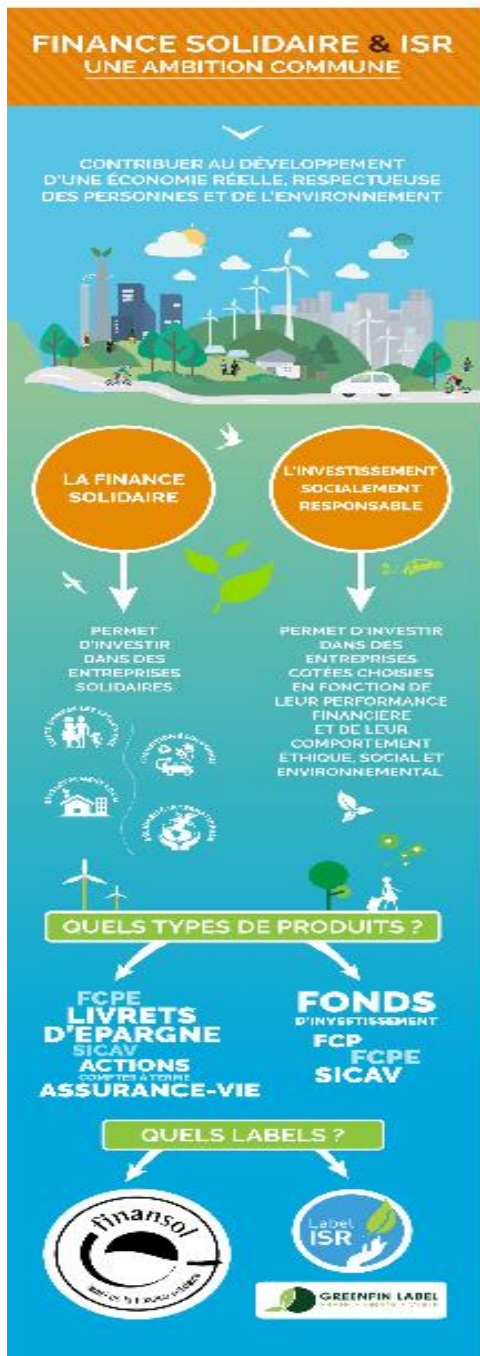 FINANCE SOLIDAIRE & ISR
UNE AMBITION COMMUNE
CONTRIBUER AU DÉVELOPPEMENT
D'UNE ÉCONOMIE RÉELLE, RESPECTUEUSE
DES PERSONNES ET DE L'ENVIRONNEMENT
LA FINANCE
SOLIDAIRE
L'INVESTISSEMENT
SOCIALEMENT
RESPONSABLE
PERMET
D'INVESTIR
DANS DES
ENTREPRISES
SOLIDAIRES
PERMET D'INVESTIR
DANS DES
ENTREPRISES
COTÉES CHOISIES
EN FONCTION DE
LEUR PERFORMANCE
FINANCIÈRE
ET DE LEUR
COMPORTEMENT
ETHIQUE, SOCIAL ET
ENVIRONNEMENTAL
QUELS TYPES DE PRODUITS ?
FCPE
LIVRETS
D'EPARGNE
SICAV
ACTIONS
COMPTES À TERME
ASSURANCE-VIE
FONDS
D'INVESTISSEMENT
FCP
FCPE
SICAV
QUELS LABELS ?
finansol
Label
ISR
GREENFIN LABEL